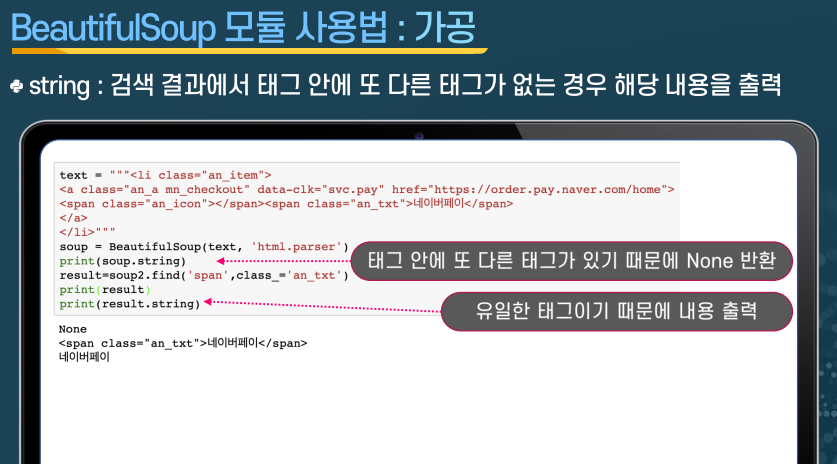 BeautifulSoup 모듈 사용법 : 가공
string : 검색 결과에서 태그 안에 또 다른 태그가 없는 경우 해당 내용을 출력
text = """<li class="an_item">
<a class="an_a mn_checkout" data-clk="svc.pay" href="https://order.pay.naver.com/home">
<span class="an_icon"></span><span class="an_txt">네이버페이</span>
</a>
</li>"""
soup = BeautifulSoup(text, 'html.parser')
print(soup.string)
태그 안에 또 다른 태그가 있기 때문에 None 반환
result=soup2.find('span',class_='an_txt')
print(result)
print(result.string)
유일한 태그이기 때문에 내용 출력
None
<span class="an_txt">네이버페이</span>
네이버페이